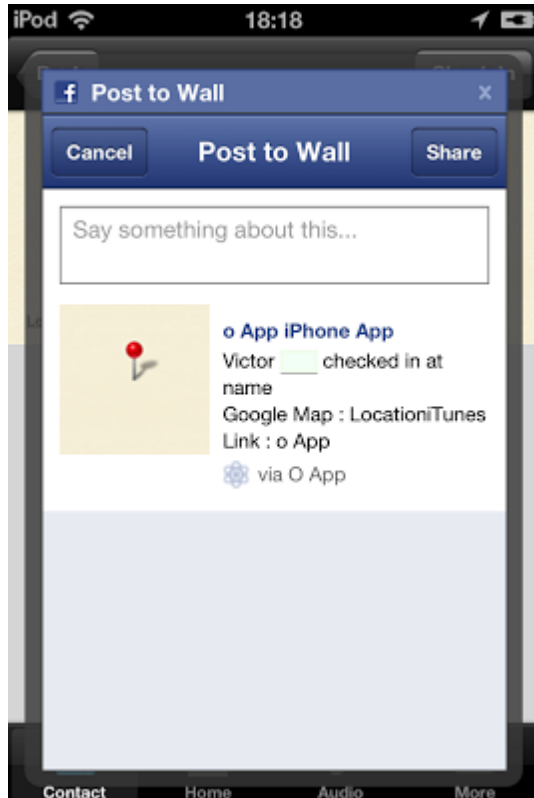 iPod 18:18
Post to Wall x
Cancel Post to Wall Share
Say something about this...
o App iPhone App
Victor checked in at
name
Google Map : LocationiTunes
Link : o App
via O App
Contact Home Audio More